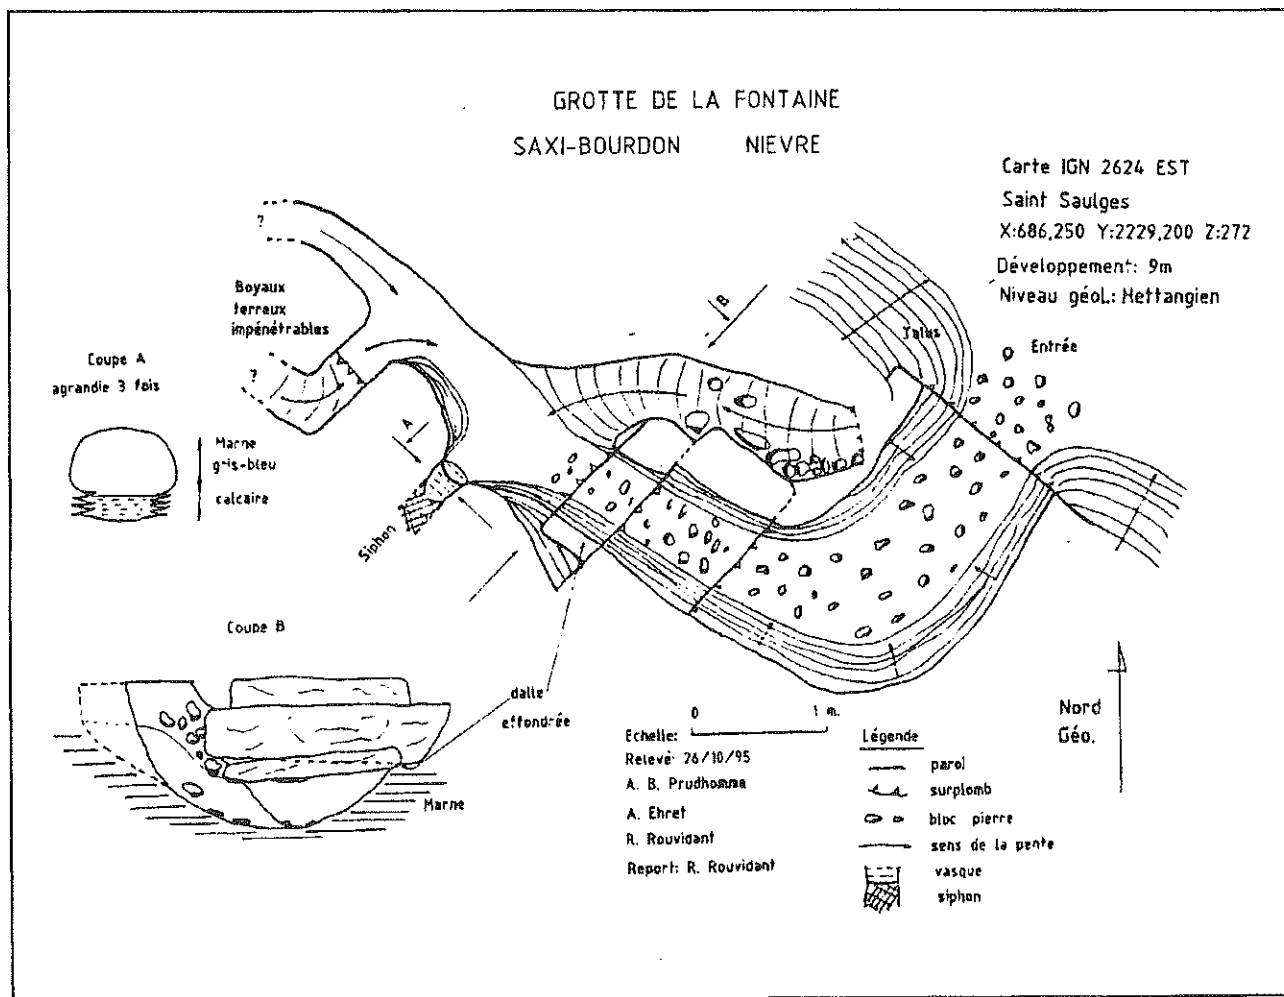 GROTTE DE LA FONTAINE
SAXI-BOURDON NIEVRE
Carte IGN 2624 EST
Saint Saulges
X:686,250 Y:2229,200 Z:272
Développement: 9m
Niveau géol.: Hettangien
?
Boyaux
terreux
impénétrables
?
B
Talus
Entrée
Coupe A
agrandie 3 fois
A
Marne
gris-bleu
calcaire
Siphon
Coupe B
dalle
effondrée
Marne
0 1 m.
Echelle:
Relevé 26/10/95
A. B. Prudhomme
A. Ehret
R. Rouvidant
Report: R. Rouvidant
Légende
paroi
surplomb
bloc pierre
sens de la pente
vasque
siphon
Nord
Géo.